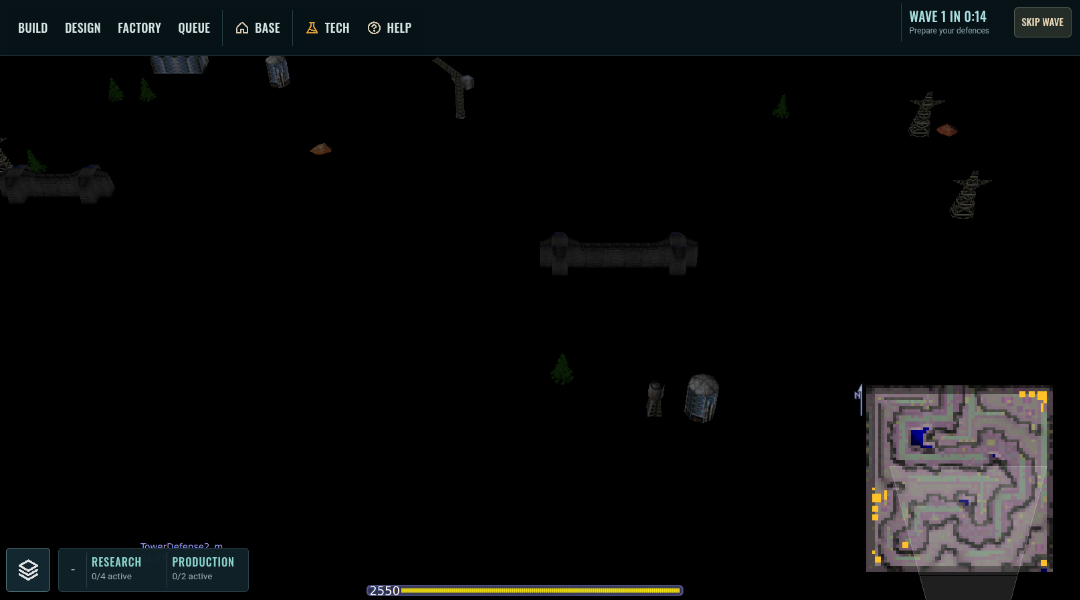 BUILD DESIGN FACTORY QUEUE BASE TECH HELP
WAVE 1 IN 0:14
Prepare your defences
SKIP WAVE
N
TowerDefense2_m
-
RESEARCH
0/4 active
PRODUCTION
0/2 active
2550